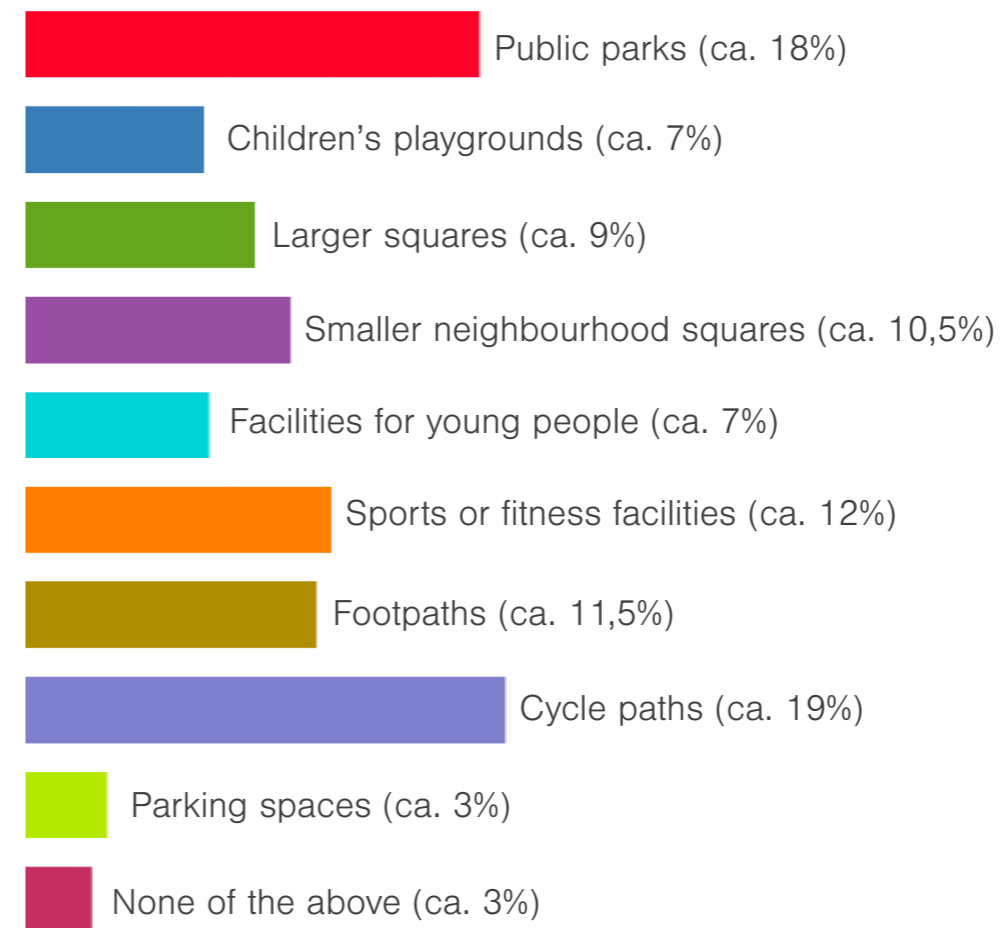 Public parks (ca. 18%)
Children’s playgrounds (ca. 7%)
Larger squares (ca. 9%)
Smaller neighbourhood squares (ca. 10,5%)
Facilities for young people (ca. 7%)
Sports or fitness facilities (ca. 12%)
Footpaths (ca. 11,5%)
Cycle paths (ca. 19%)
Parking spaces (ca. 3%)
None of the above (ca. 3%)